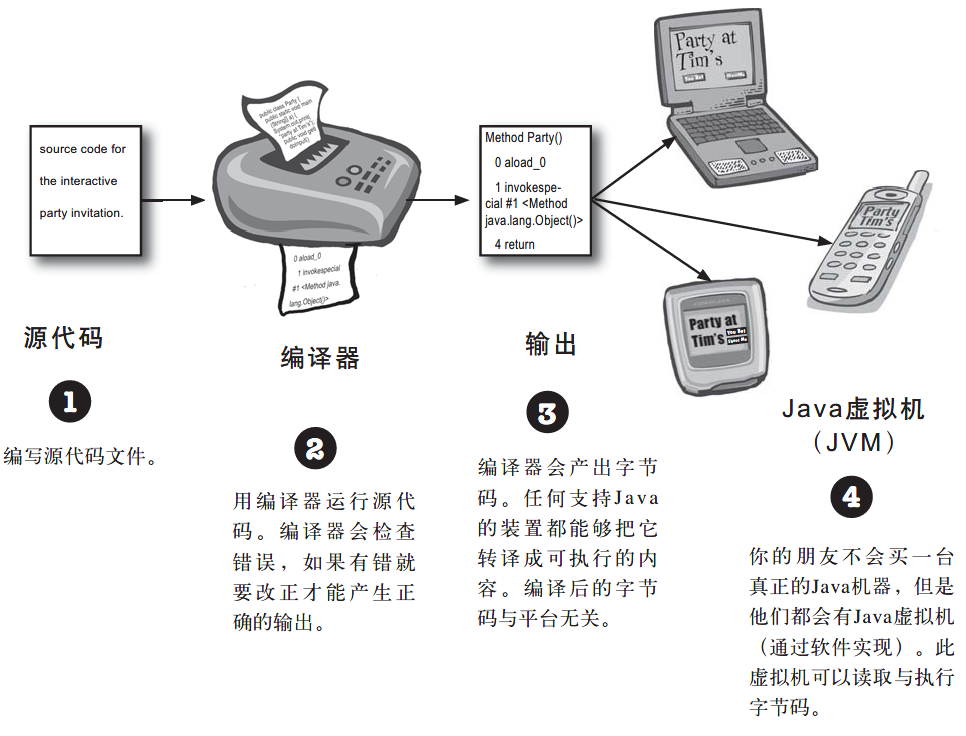 source code for
the interactive
party invitation.
源代码
1
编写源代码文件。
public class Party {
public static void main
(String[] a) {
System.out.print(
"party at Tim's");
public void get(
0 aload_0
1 invokespecial
#1 <Method java.
lang.Object()>
编译器
2
用编译器运行源代
码。编译器会检查
错误，如果有错就
要改正才能产生正
确的输出。
Method Party()
0 aload_0
1 invokespe-
cial #1 <Method
java.lang.Object()>
4 return
输出
3
编译器会产出字节
码。任何支持Java
的装置都能够把它
转译成可执行的内
容。编译后的字节
码与平台无关。
Party at
Tim's
You Bet
Party
Tim's
Party at
Tim's
You Bet
Java虚拟机
（JVM）
4
你的朋友不会买一台
真正的Java机器，但是
他们都会有Java虚拟机
（通过软件实现）。此
虚拟机可以读取与执行
字节码。